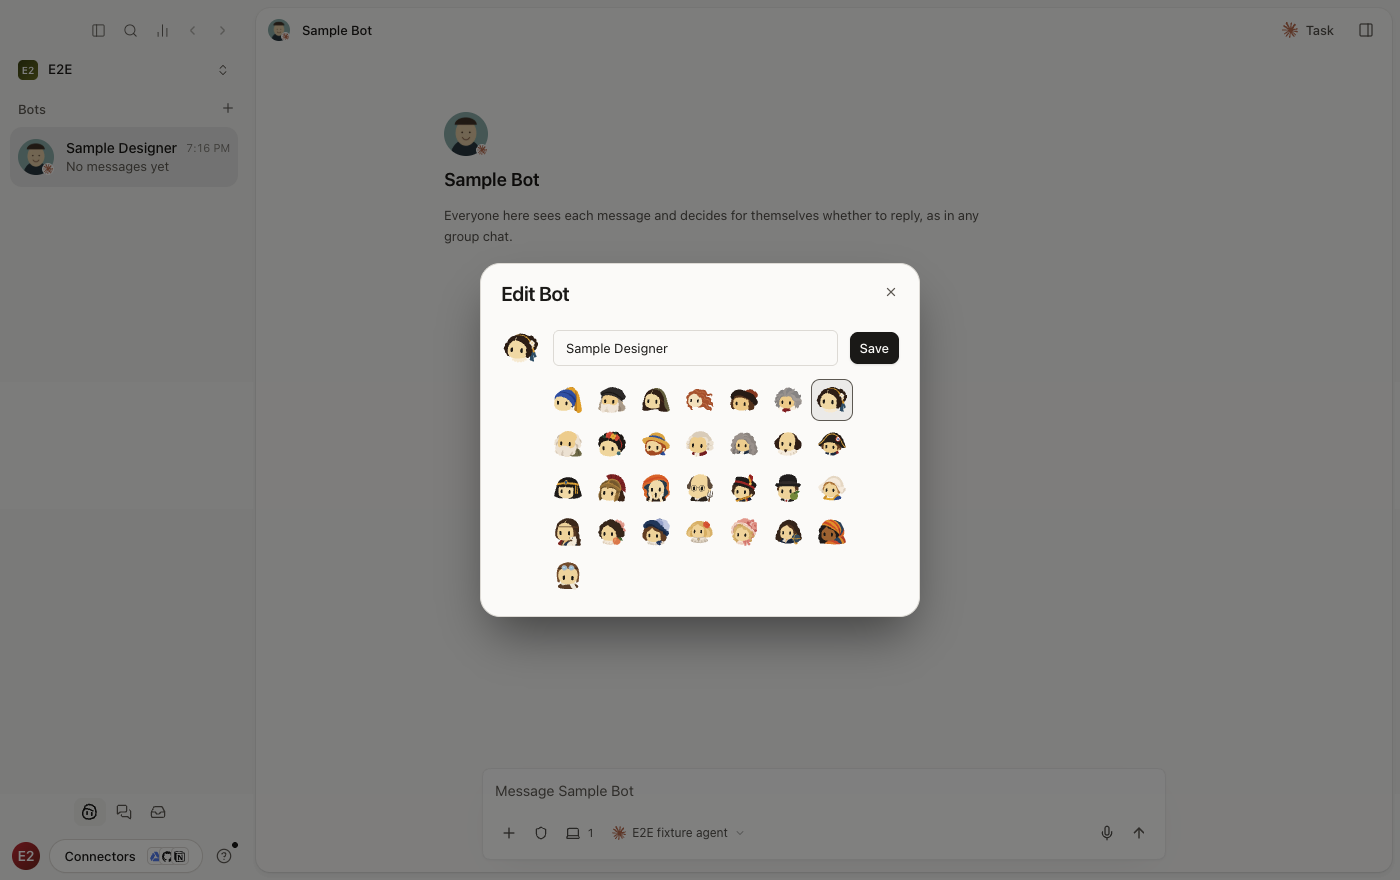 Sample Bot
Task
E2 E2E
Bots
Sample Designer 7:16 PM
No messages yet
Sample Bot
Everyone here sees each message and decides for themselves whether to reply, as in any
group chat.
Edit Bot
Sample Designer
Save
Message Sample Bot
1 E2E fixture agent
E2 Connectors